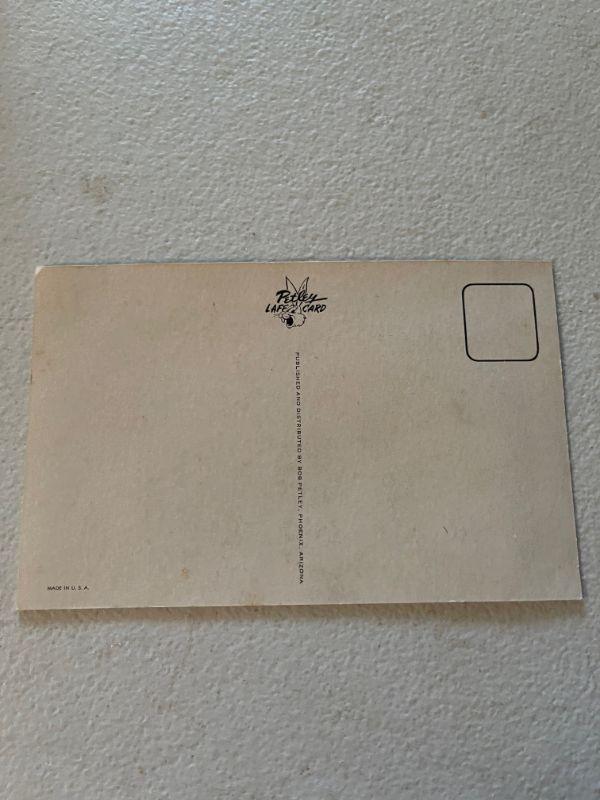 Petley
LAFF CARD
PUBLISHED AND DISTRIBUTED BY BOB PETLEY, PHOENIX, ARIZONA
MADE IN U. S. A.